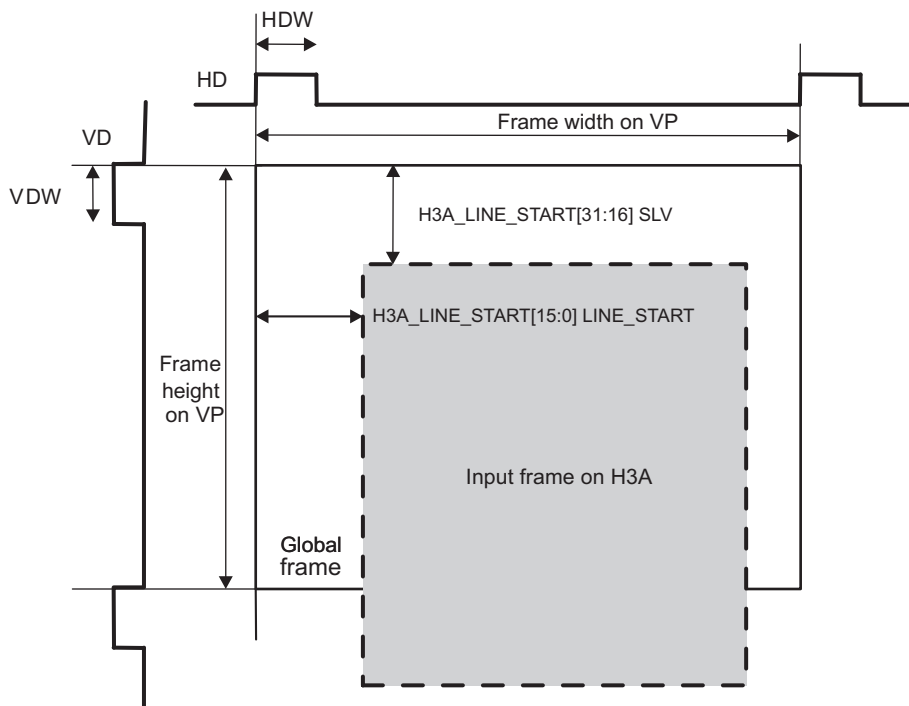 HDW
HD
Frame width on VP
VD
VDW
H3A_LINE_START[31:16] SLV
H3A_LINE_START[15:0] LINE_START
Frame
height
on VP
Input frame on H3A
Global
frame